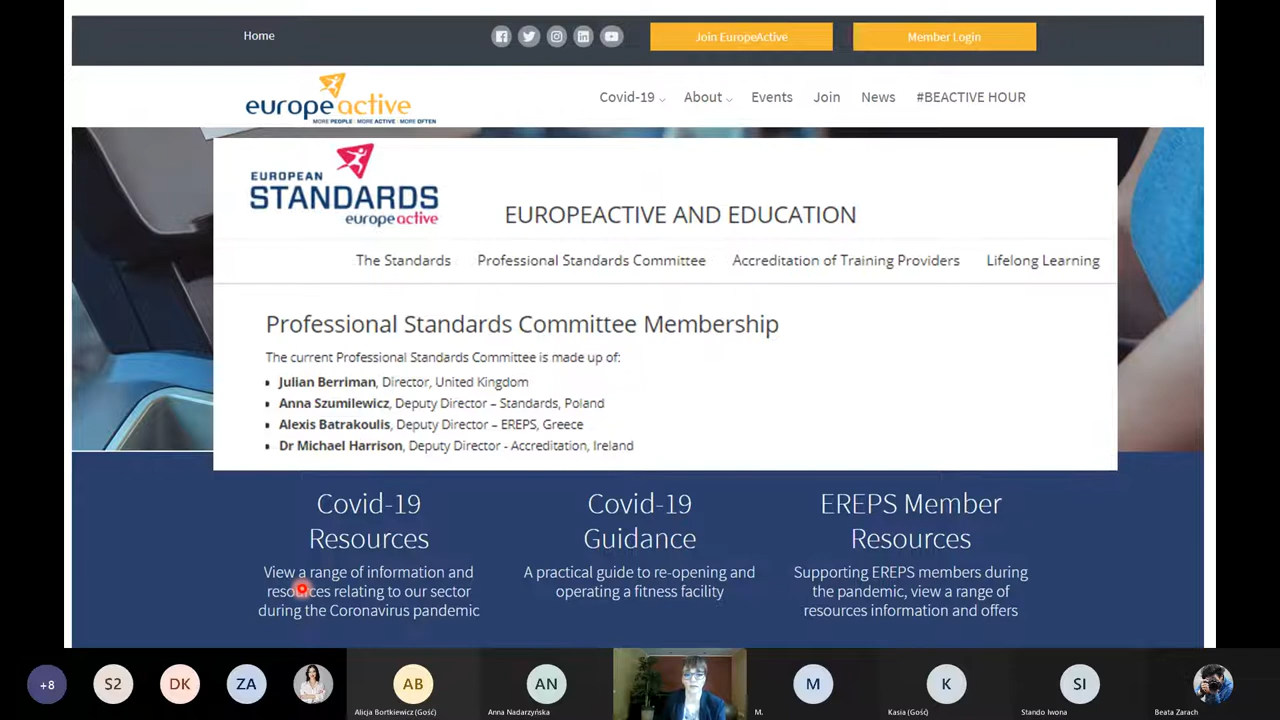 Home
Join EuropeActive
Member Login
europe active
MORE PEOPLE | MORE ACTIVE | MORE OFTEN
Covid-19
About
Events
Join
News
#BEACTIVE HOUR
EUROPEAN
STANDARDS
europe active
EUROPEACTIVE AND EDUCATION
The Standards
Professional Standards Committee
Accreditation of Training Providers
Lifelong Learning
Professional Standards Committee Membership
The current Professional Standards Committee is made up of:
Julian Berriman, Director, United Kingdom
Anna Szumilewicz, Deputy Director – Standards, Poland
Alexis Batrakoulis, Deputy Director – EREPS, Greece
Dr Michael Harrison, Deputy Director - Accreditation, Ireland
Covid-19
Resources
View a range of information and
resources relating to our sector
during the Coronavirus pandemic
Covid-19
Guidance
A practical guide to re-opening and
operating a fitness facility
EREPS Member
Resources
Supporting EREPS members during
the pandemic, view a range of
resources information and offers
+8
S2
DK
ZA
AB
Alicja Bortkiewicz (Gość)
AN
Anna Nadarzyńska
M
M.
K
Kasia (Gość)
SI
Stando Iwona
Beata Zarach